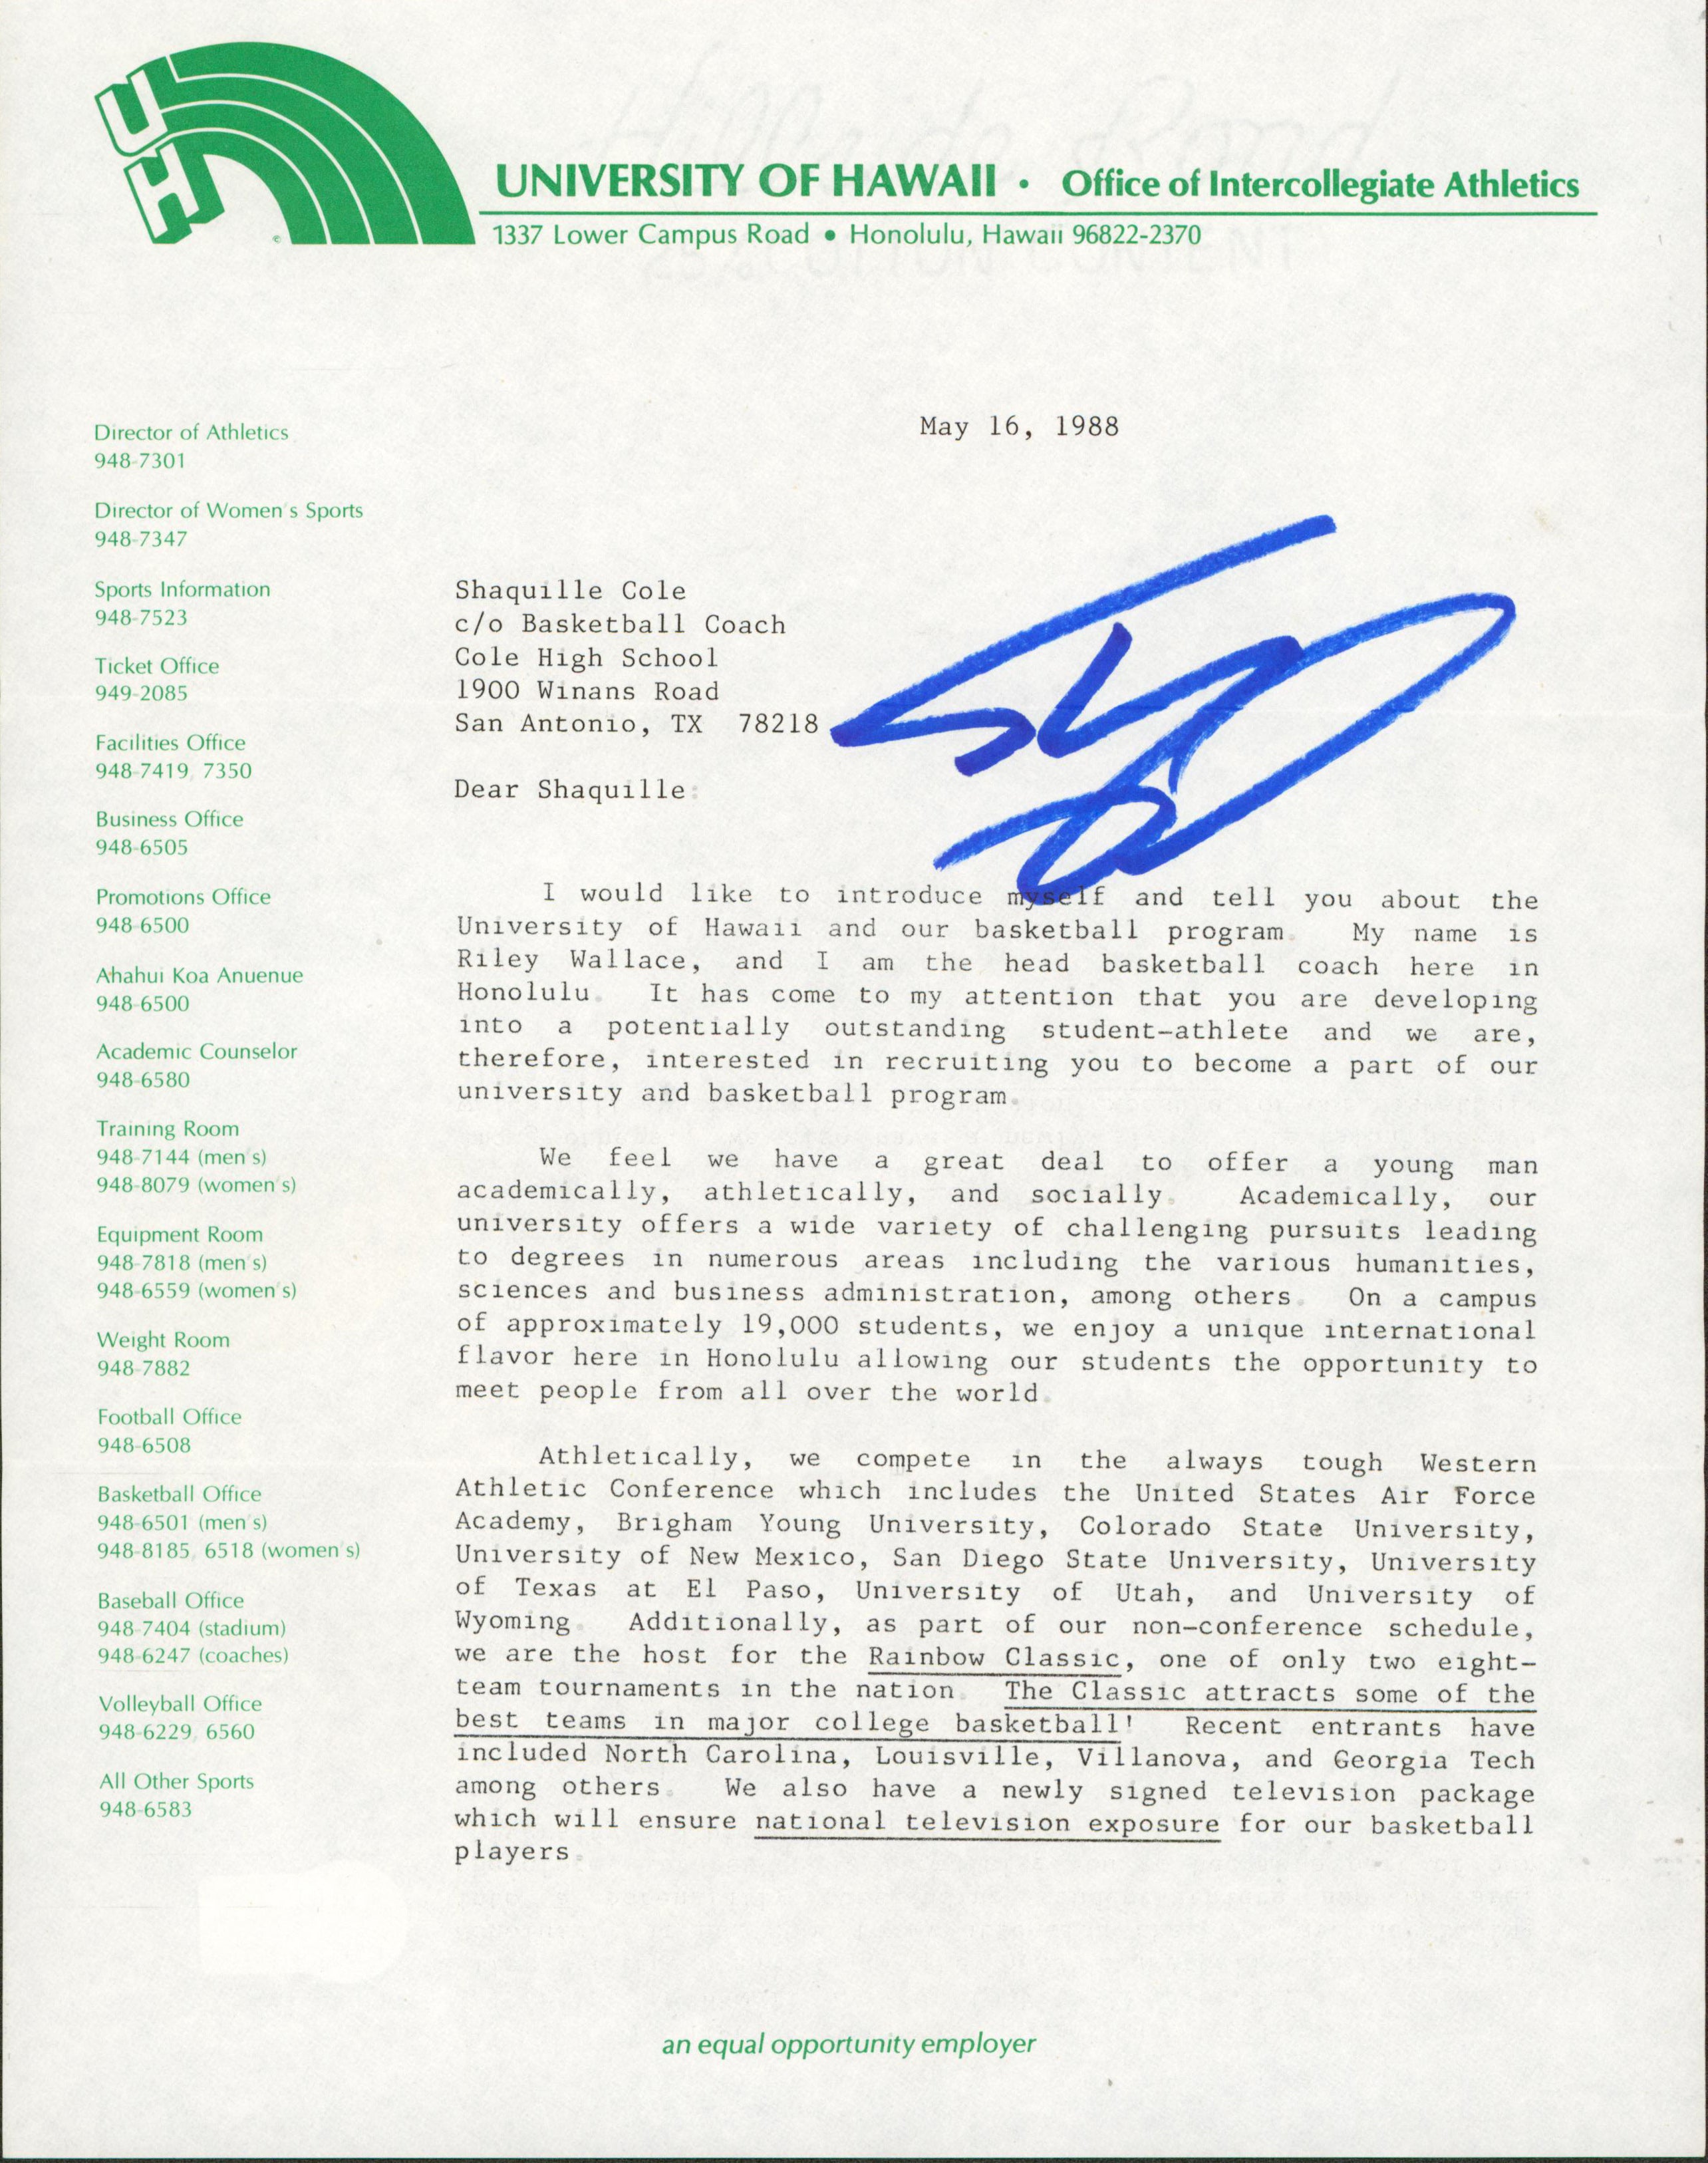 UH
UNIVERSITY OF HAWAII • Office of Intercollegiate Athletics
1337 Lower Campus Road • Honolulu, Hawaii 96822-2370
May 16, 1988
Director of Athletics
948-7301
Director of Women's Sports
948-7347
Sports Information
948-7523
Ticket Office
949-2085
Facilities Office
948-7419, 7350
Business Office
948-6505
Promotions Office
948-6500
Ahahui Koa Anuenue
948-6500
Academic Counselor
948-6580
Training Room
948-7144 (men's)
948-8079 (women's)
Equipment Room
948-7818 (men's)
948-6559 (women's)
Weight Room
948-7882
Football Office
948-6508
Basketball Office
948-6501 (men's)
948-8185, 6518 (women's)
Baseball Office
948-7404 (stadium)
948-6247 (coaches)
Volleyball Office
948-6229, 6560
All Other Sports
948-6583
Shaquille Cole
c/o Basketball Coach
Cole High School
1900 Winans Road
San Antonio, TX 78218
Dear Shaquille:
I would like to introduce myself and tell you about the
University of Hawaii and our basketball program. My name is
Riley Wallace, and I am the head basketball coach here in
Honolulu. It has come to my attention that you are developing
into a potentially outstanding student-athlete and we are,
therefore, interested in recruiting you to become a part of our
university and basketball program.
We feel we have a great deal to offer a young man
academically, athletically, and socially. Academically, our
university offers a wide variety of challenging pursuits leading
to degrees in numerous areas including the various humanities,
sciences and business administration, among others. On a campus
of approximately 19,000 students, we enjoy a unique international
flavor here in Honolulu allowing our students the opportunity to
meet people from all over the world.
Athletically, we compete in the always tough Western
Athletic Conference which includes the United States Air Force
Academy, Brigham Young University, Colorado State University,
University of New Mexico, San Diego State University, University
of Texas at El Paso, University of Utah, and University of
Wyoming. Additionally, as part of our non-conference schedule,
we are the host for the Rainbow Classic, one of only two eight-
team tournaments in the nation. The Classic attracts some of the
best teams in major college basketball! Recent entrants have
included North Carolina, Louisville, Villanova, and Georgia Tech
among others. We also have a newly signed television package
which will ensure national television exposure for our basketball
players.
an equal opportunity employer